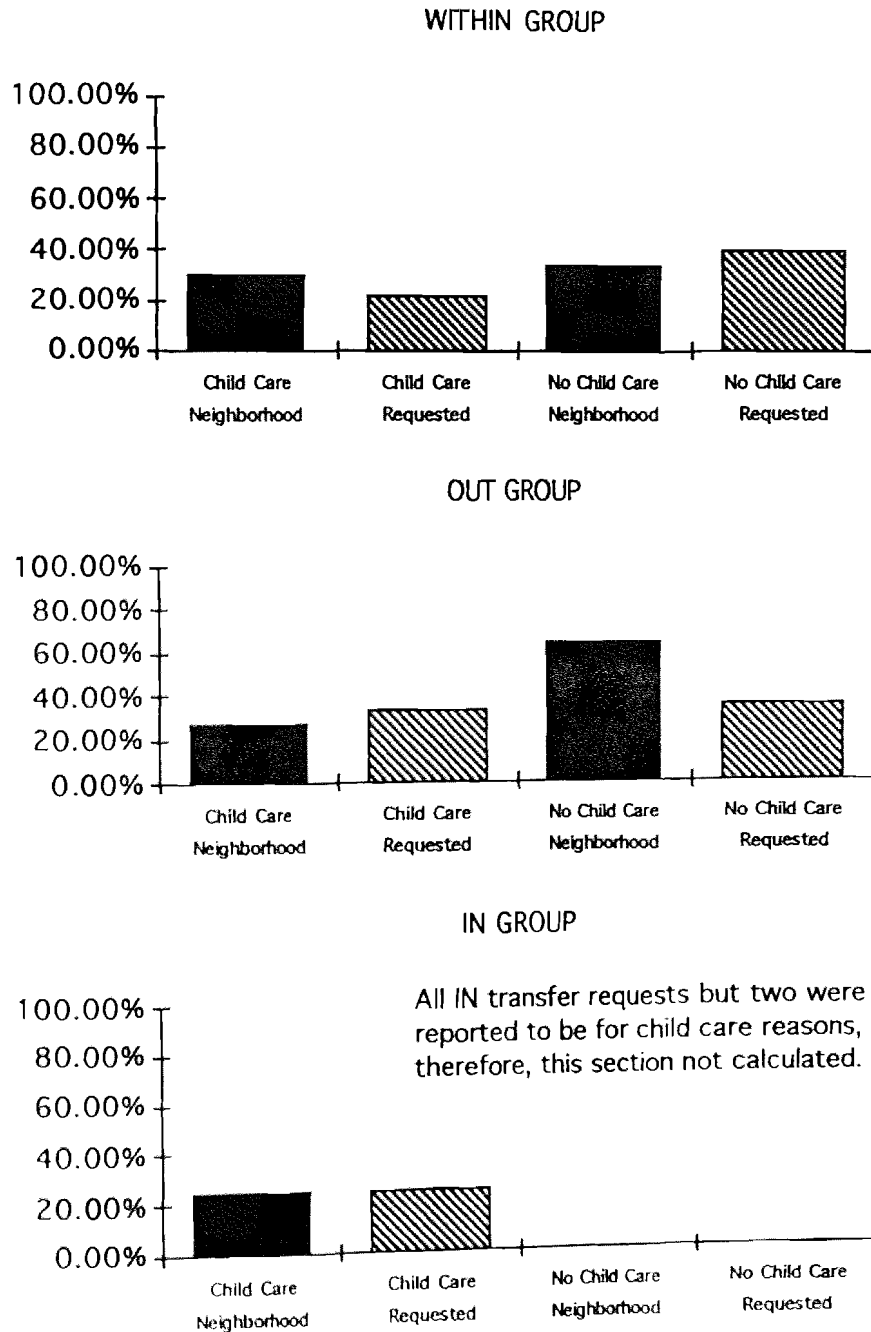 WITHIN GROUP
100.00%
80.00%
60.00%
40.00%
20.00%
0.00%
Child Care Neighborhood
Child Care Requested
No Child Care Neighborhood
No Child Care Requested
OUT GROUP
100.00%
80.00%
60.00%
40.00%
20.00%
0.00%
Child Care Neighborhood
Child Care Requested
No Child Care Neighborhood
No Child Care Requested
IN GROUP
All IN transfer requests but two were
reported to be for child care reasons,
therefore, this section not calculated.
100.00%
80.00%
60.00%
40.00%
20.00%
0.00%
Child Care Neighborhood
Child Care Requested
No Child Care Neighborhood
No Child Care Requested